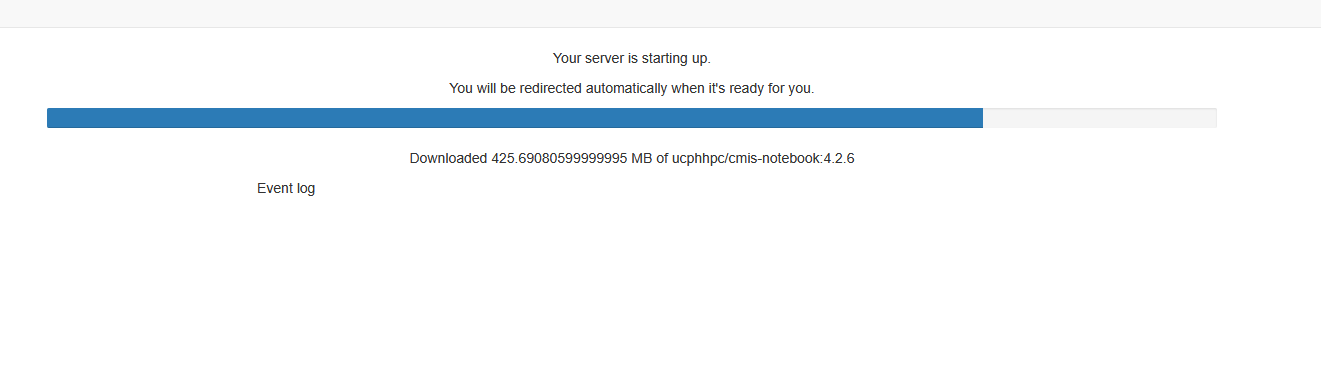 Your server is starting up.
You will be redirected automatically when it's ready for you.
Downloaded 425.69080599999995 MB of ucphhpc/cmis-notebook:4.2.6
Event log